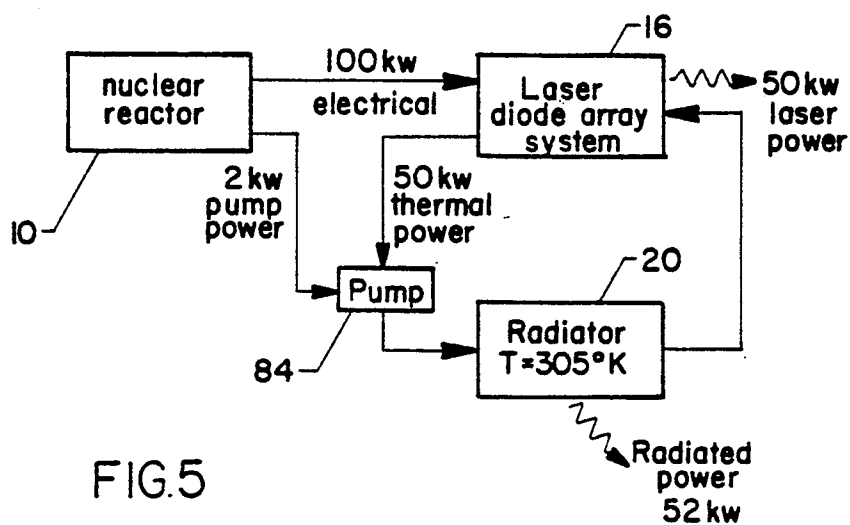 16
nuclear
reactor
100kw
electrical
Laser
diode array
system
50kw
laser
power
10
2kw
pump
power
50kw
thermal
power
Pump
84
20
Radiator
T=305°K
Radiated
power
52kw
FIG.5